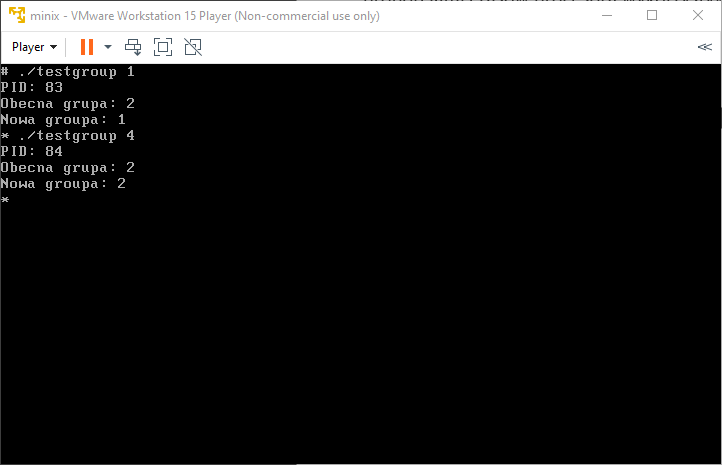 minix - VMware Workstation 15 Player (Non-commercial use only)
Player
# ./testgroup 1
PID: 83
Obecna grupa: 2
Nowa groupa: 1
* ./testgroup 4
PID: 84
Obecna grupa: 2
Nowa groupa: 2
*